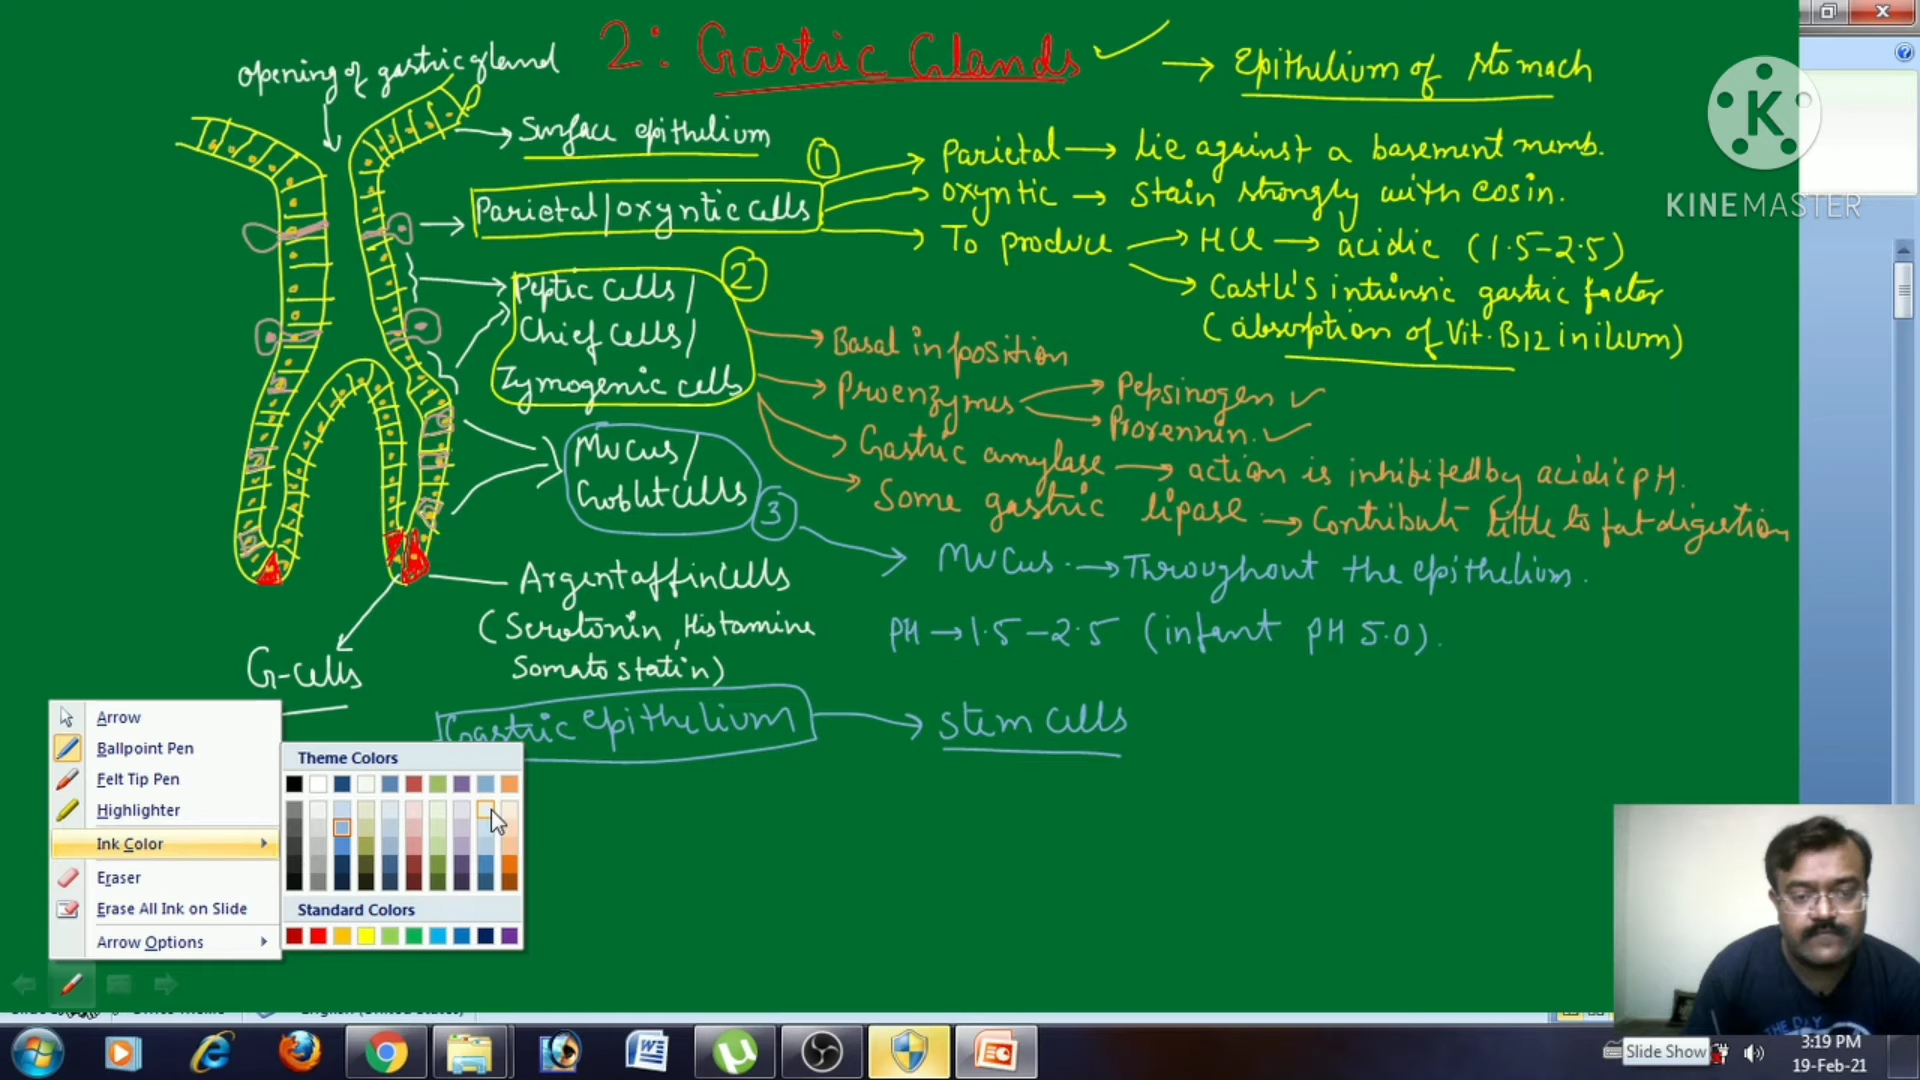 2: Gastric Glands
→ Epithelium of stomach
opening of gastric gland
Surface epithelium
Parietal/oxyntic cells
1
Parietal → lie against a basement memb.
oxyntic → stain strongly with eosin.
To produce → HCl → acidic (1.5-2.5)
→ Castle's intrinsic gastric factor
(absorption of Vit. B12 in ileum)
Peptic cells/
Chief cells/
Zymogenic cells
2
Basal in position
Proenzymes → Pepsinogen ✓
Prorennin. ✓
Gastric amylase → action is inhibited by acidic pH.
Some gastric lipase → Contribute little to fat digestion
Mucus/
Goblet cells
3
Mucus → Throughout the epithelium.
PH → 1.5-2.5 (infant pH 5.0).
Argentaffin cells
(Serotonin, Histamine
Somatostatin)
G-cells
Gastric epithelium → stem cells
K
KINEMASTER
Arrow
Ballpoint Pen
Felt Tip Pen
Highlighter
Ink Color
Eraser
Erase All Ink on Slide
Arrow Options
Theme Colors
Standard Colors
THE DAY
Slide Show
3:19 PM
19-Feb-21